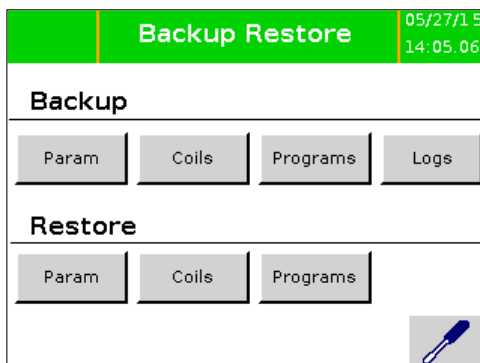 Backup Restore
05/27/15
14:05.06
Backup
Param Coils Programs Logs
Restore
Param Coils Programs